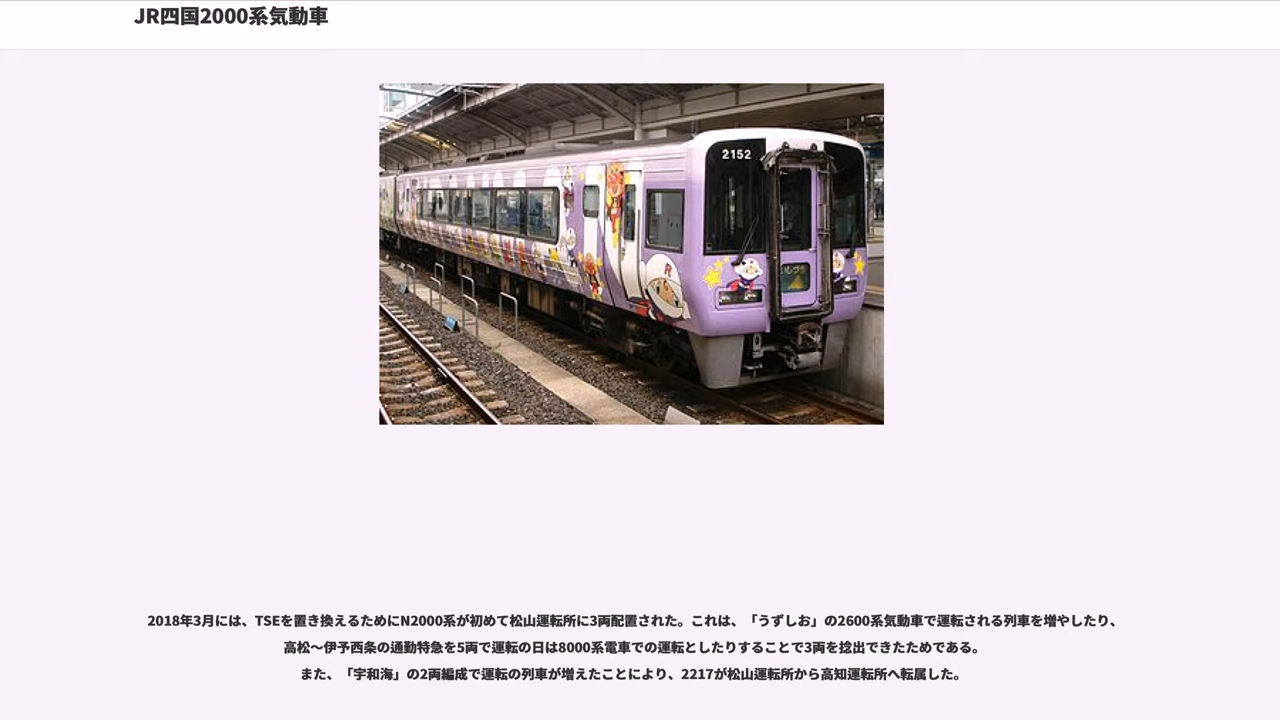 JR四国2000系気動車
2152
いしづち
2018年3月には、TSEを置き換えるためにN2000系が初めて松山運転所に3両配置された。これは、「うずしお」の2600系気動車で運転される列車を増やしたり、
高松〜伊予西条の通勤特急を5両で運転の日は8000系電車での運転としたりすることで3両を捻出できたためである。
また、「宇和海」の2両編成で運転の列車が増えたことにより、2217が松山運転所から高知運転所へ転属した。